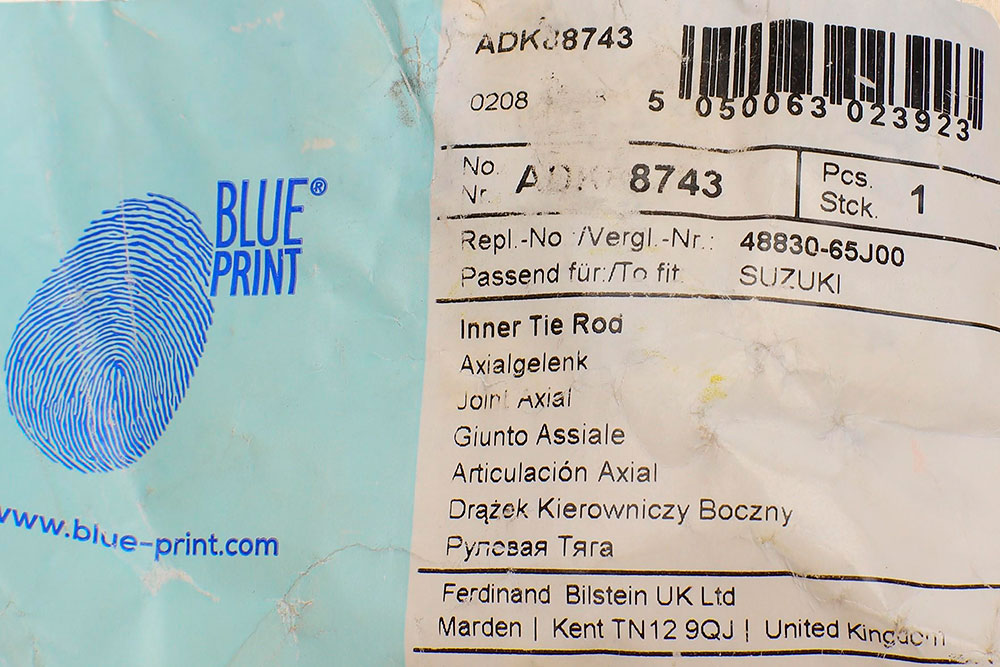 BLUE®
PRINT
www.blue-print.com
ADK88743
0208
5 050063 023923
No. ADK88743 Pcs. 1
Nr. Stck.
Repl.-No /Vergl.-Nr.: 48830-65J00
Passend für:/To fit: SUZUKI
Inner Tie Rod
Axialgelenk
Joint Axial
Giunto Assiale
Articulación Axial
Drążek Kierowniczy Boczny
Рулевая Тяга
Ferdinand Bilstein UK Ltd
Marden | Kent TN12 9QJ | United Kingdom